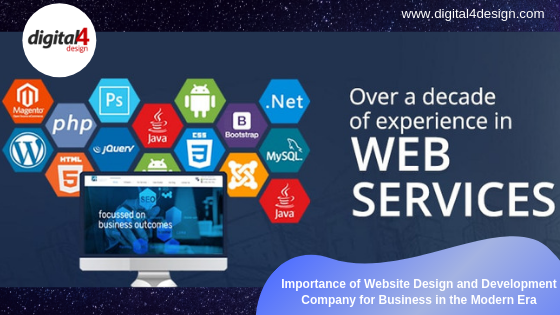 www.digital4design.com
digital4
design
Over a decade
of experience in
WEB
SERVICES
Magento
php
Ps
Java
Bootstrap
.Net
jQuery
CSS
MySQL
HTML
Java
SEO
focussed on
business outcomes
Importance of Website Design and Development
Company for Business in the Modern Era